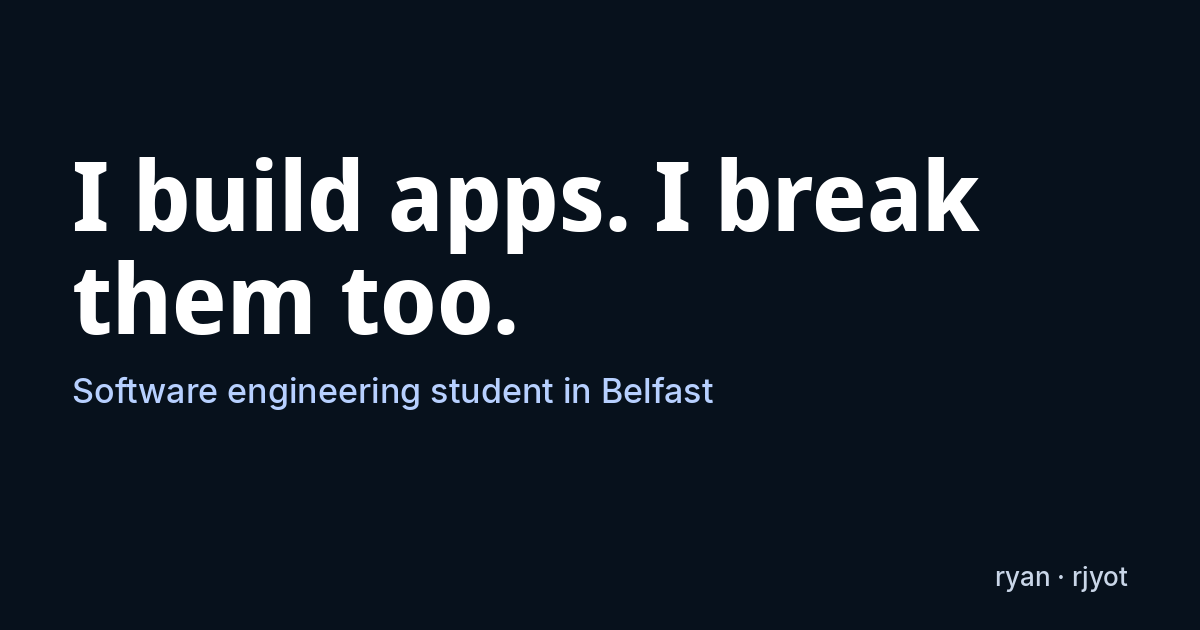 I build apps. I break
them too.
Software engineering student in Belfast
ryan · rjyot